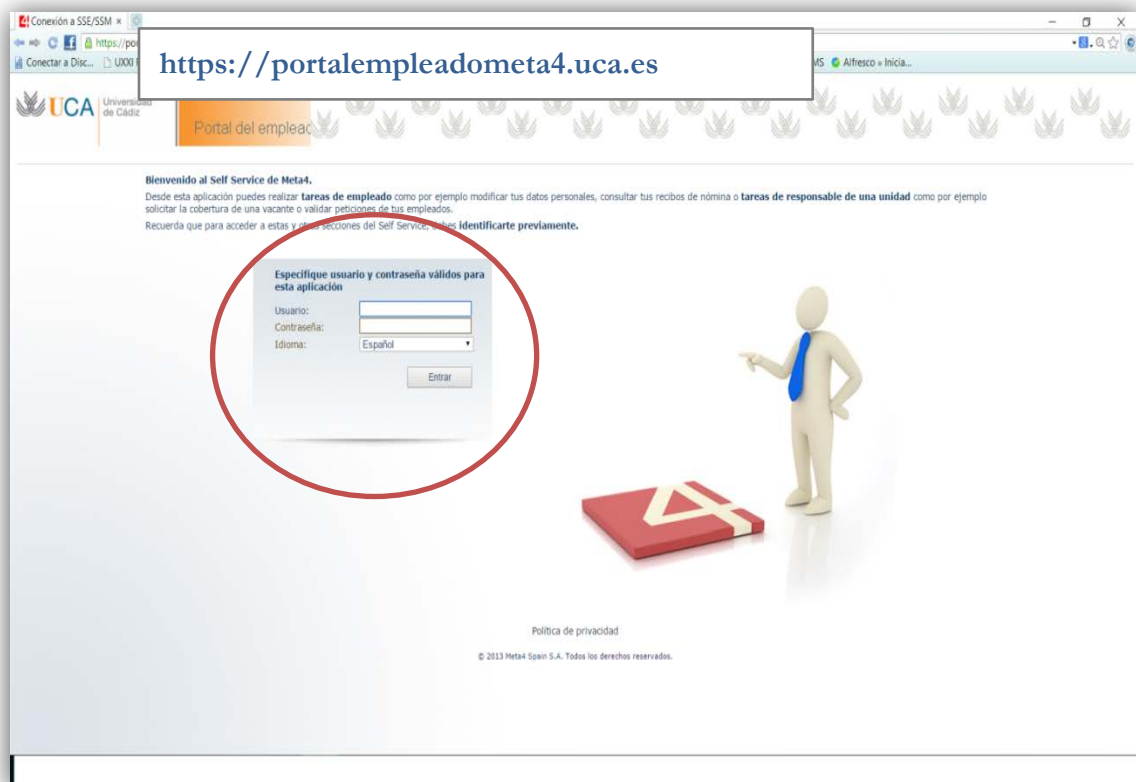 Conexión a SSE/SSM
https://por
https://portalempleadometa4.uca.es
Conectar a Disc...
UXXI
MS
Alfresco » Inicia...
UCA
Universidad
de Cádiz
Portal del emplead
Bienvenido al Self Service de Meta4.
Desde esta aplicación puedes realizar tareas de empleado como por ejemplo modificar tus datos personales, consultar tus recibos de nómina o tareas de responsable de una unidad como por ejemplo
solicitar la cobertura de una vacante o validar peticiones de tus empleados.
Recuerda que para acceder a estas y otras secciones del Self Service, debes identificarte previamente.
Especifique usuario y contraseña válidos para
esta aplicación
Usuario:
Contraseña:
Idioma:
Español
Entrar
4
Política de privacidad
© 2013 Meta4 Spain S.A. Todos los derechos reservados.